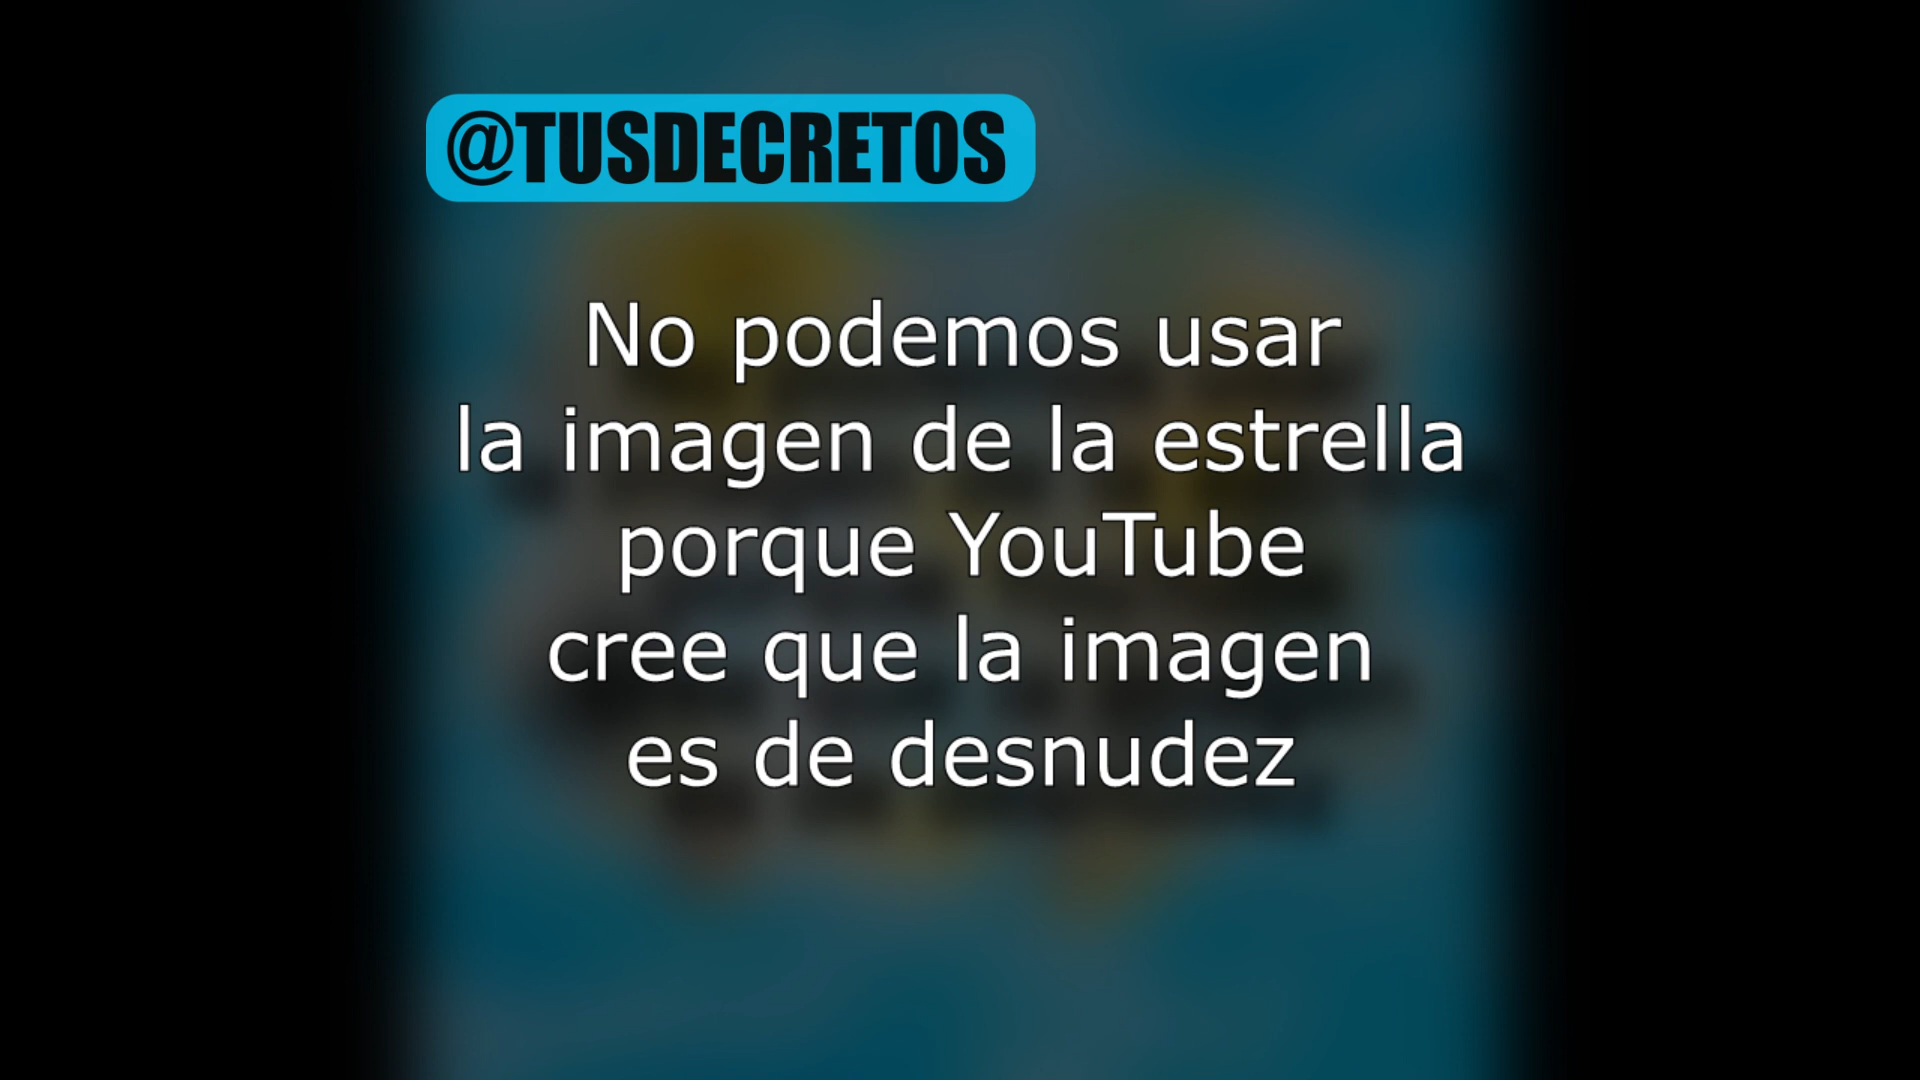 @TUSDECRETOS
No podemos usar
la imagen de la estrella
porque YouTube
cree que la imagen
es de desnudez